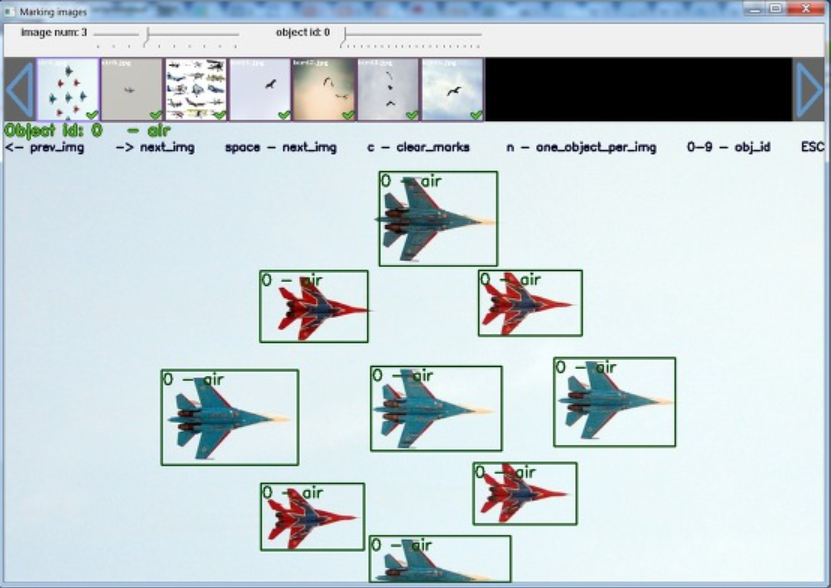 Marking images
image num: 3
object id: 0
Object id: 0 - air
<- prev_img -> next_img space - next_img c - clear_marks n - one_object_per_img 0-9 - obj_id ESC
0 - air
0 - air
0 - air
0 - air
0 - air
0 - air
0 - air
0 - air
0 - air